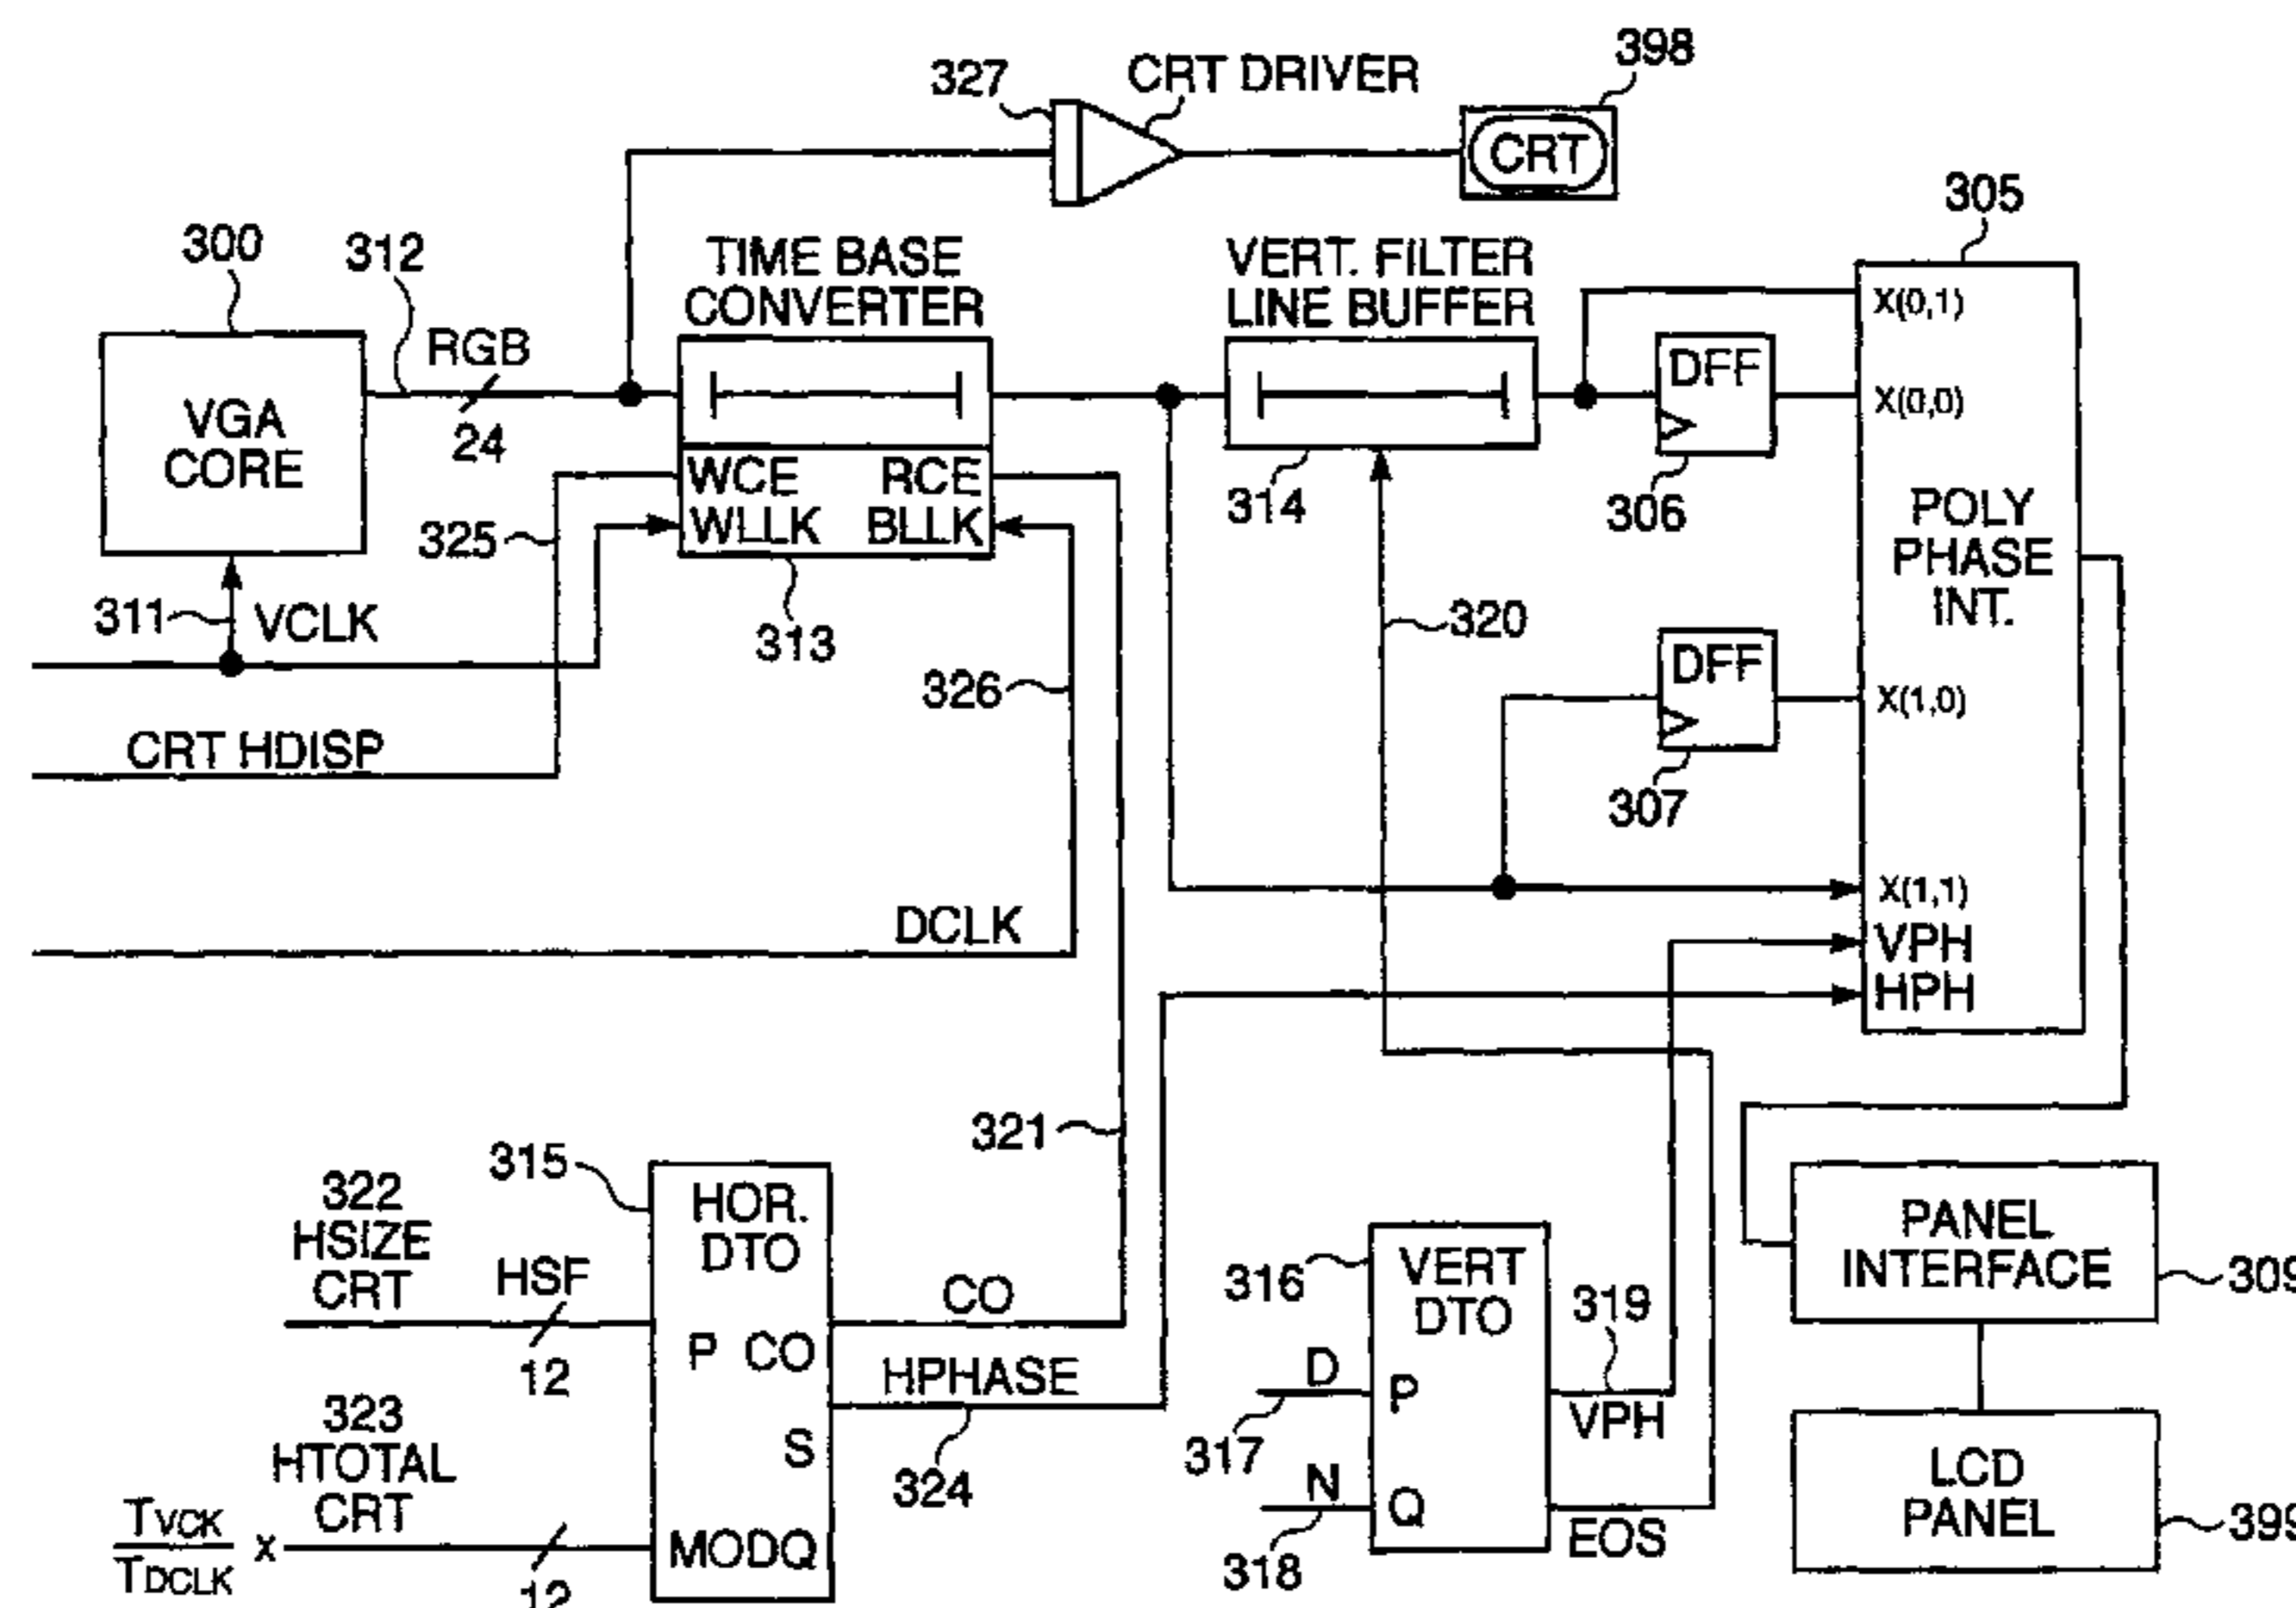 398
327
CRT DRIVER
CRT
305
300
312
TIME BASE
CONVERTER
VERT. FILTER
LINE BUFFER
X(0,1)
RGB
DFF
VGA
CORE
24
X(0,0)
WCE RCE
WLLK BLLK
325
314
306
POLY
PHASE
INT.
311
VCLK
313
320
DFF
326
X(1,0)
CRT HDISP
307
DCLK
X(1,1)
VPH
HPH
321
315
322
HSIZE
CRT
HSF
12
HOR.
DTO
P CO
CO
HPHASE
S
324
323
HTOTAL
CRT
TVCK
TDCLK
x
12
MODQ
316
VERT
DTO
319
D
P
317
VPH
N
Q
318
EOS
PANEL
INTERFACE
309
LCD
PANEL
399